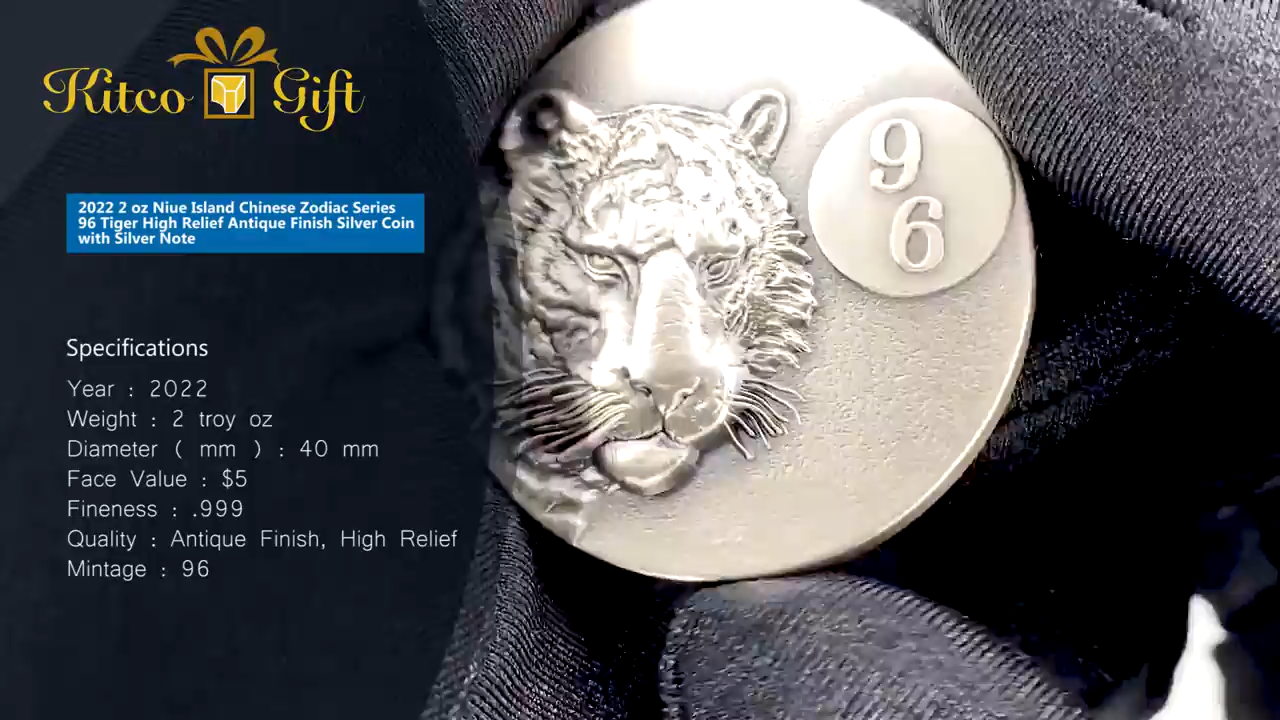 Kitco Gift
2022 2 oz Niue Island Chinese Zodiac Series
96 Tiger High Relief Antique Finish Silver Coin
with Silver Note
Specifications
Year : 2022
Weight : 2 troy oz
Diameter ( mm ) : 40 mm
Face Value : $5
Fineness : .999
Quality : Antique Finish, High Relief
Mintage : 96
9
6